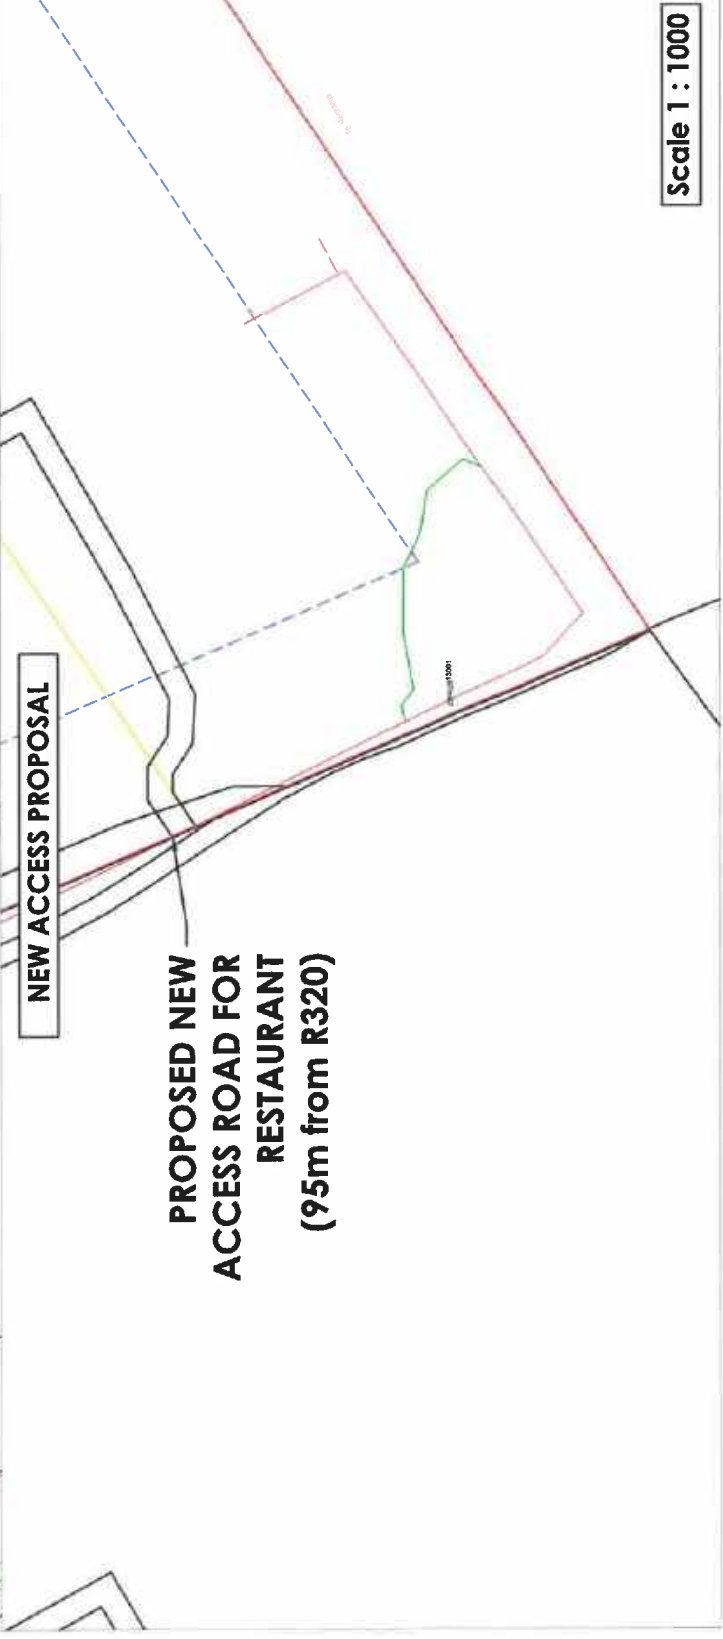 NEW ACCESS PROPOSAL
PROPOSED NEW
ACCESS ROAD FOR
RESTAURANT
(95m from R320)
Scale 1 : 1000